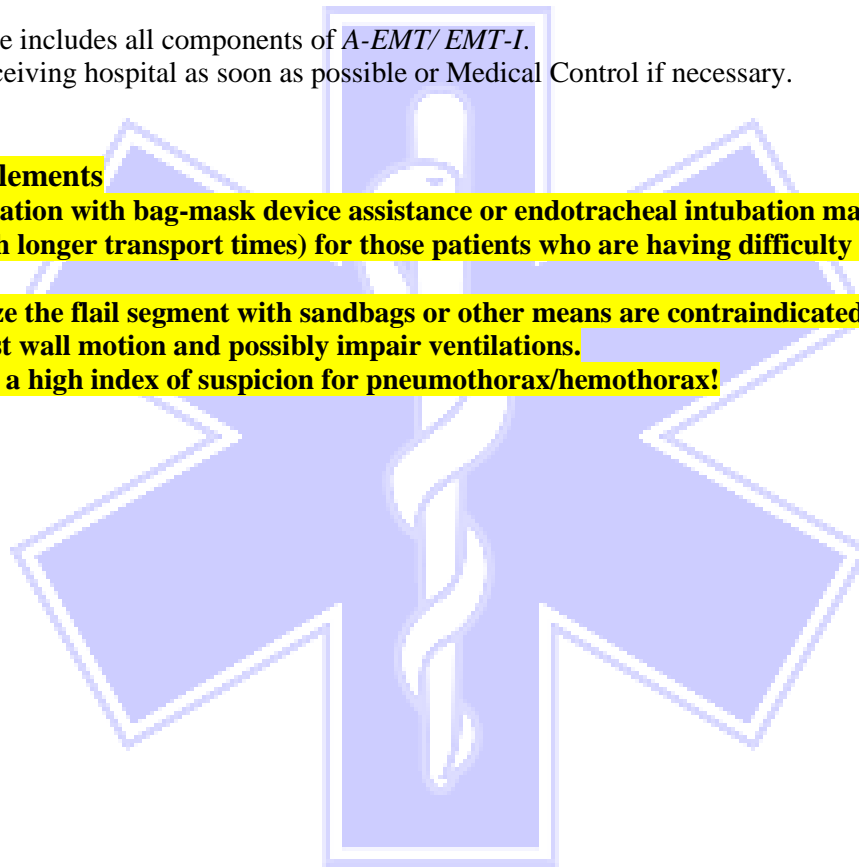 e includes all components of A-EMT/ EMT-I.
ceiving hospital as soon as possible or Medical Control if necessary.
lements
ation with bag-mask device assistance or endotracheal intubation ma
h longer transport times) for those patients who are having difficulty
ze the flail segment with sandbags or other means are contraindicated
st wall motion and possibly impair ventilations.
a high index of suspicion for pneumothorax/hemothorax!